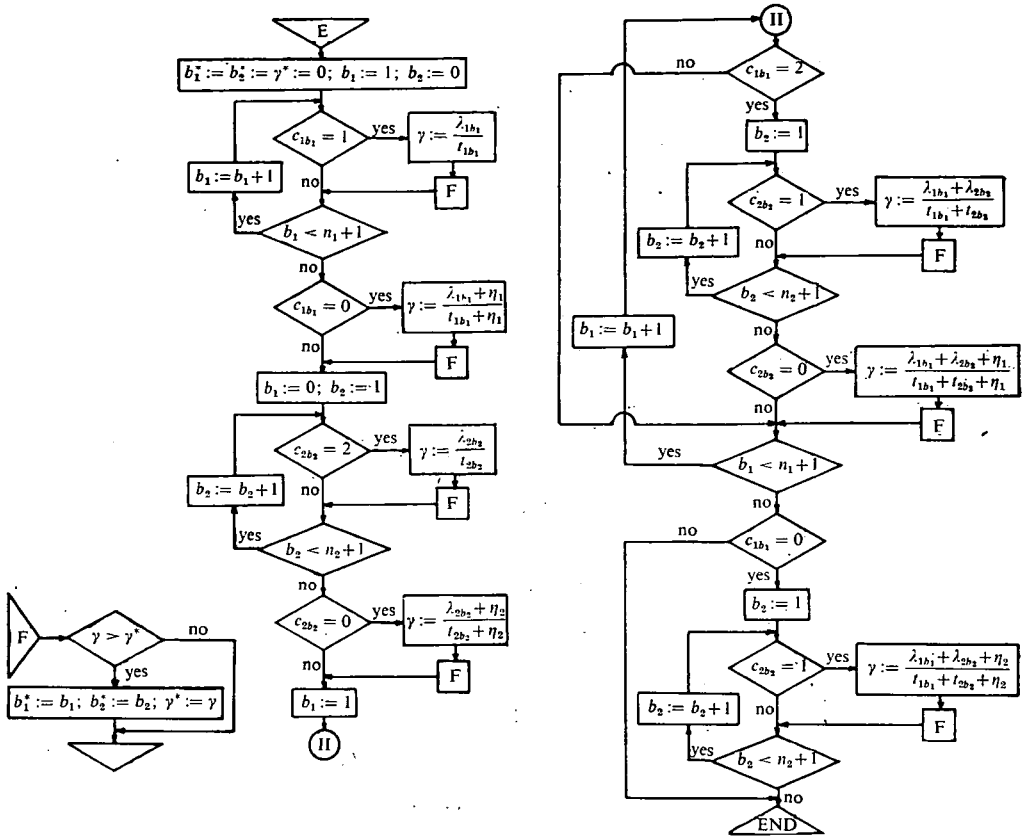 E
b₁* := b₂* := γ* := 0; b₁ := 1; b₂ := 0
c₁b₁ = 1
yes
γ := λ₁b₁ / t₁b₁
b₁ := b₁+1
no
F
yes
b₁ < n₁+1
no
c₁b₁ = 0
yes
γ := (λ₁b₁ + η₁) / (t₁b₁ + η₁)
no
F
b₁ := 0; b₂ := 1
c₂b₂ = 2
yes
γ := λ₂b₂ / t₂b₂
b₂ := b₂+1
no
F
yes
b₂ < n₂+1
no
c₂b₂ = 0
yes
γ := (λ₂b₂ + η₂) / (t₂b₂ + η₂)
no
F
b₁ := 1
II
F
γ > γ*
no
yes
b₁* := b₁; b₂* := b₂; γ* := γ
II
no
c₁b₁ = 2
yes
b₂ := 1
c₂b₂ = 1
yes
γ := (λ₁b₁ + λ₂b₂) / (t₁b₁ + t₂b₂)
b₂ := b₂+1
no
F
yes
b₂ < n₂+1
b₁ := b₁+1
no
c₂b₂ = 0
yes
γ := (λ₁b₁ + λ₂b₂ + η₁) / (t₁b₁ + t₂b₂ + η₁)
no
F
yes
b₁ < n₁+1
no
no
c₁b₁ = 0
yes
b₂ := 1
c₂b₂ = 1
yes
γ := (λ₁b₁ + λ₂b₂ + η₂) / (t₁b₁ + t₂b₂ + η₂)
b₂ := b₂+1
no
F
yes
b₂ < n₂+1
no
END